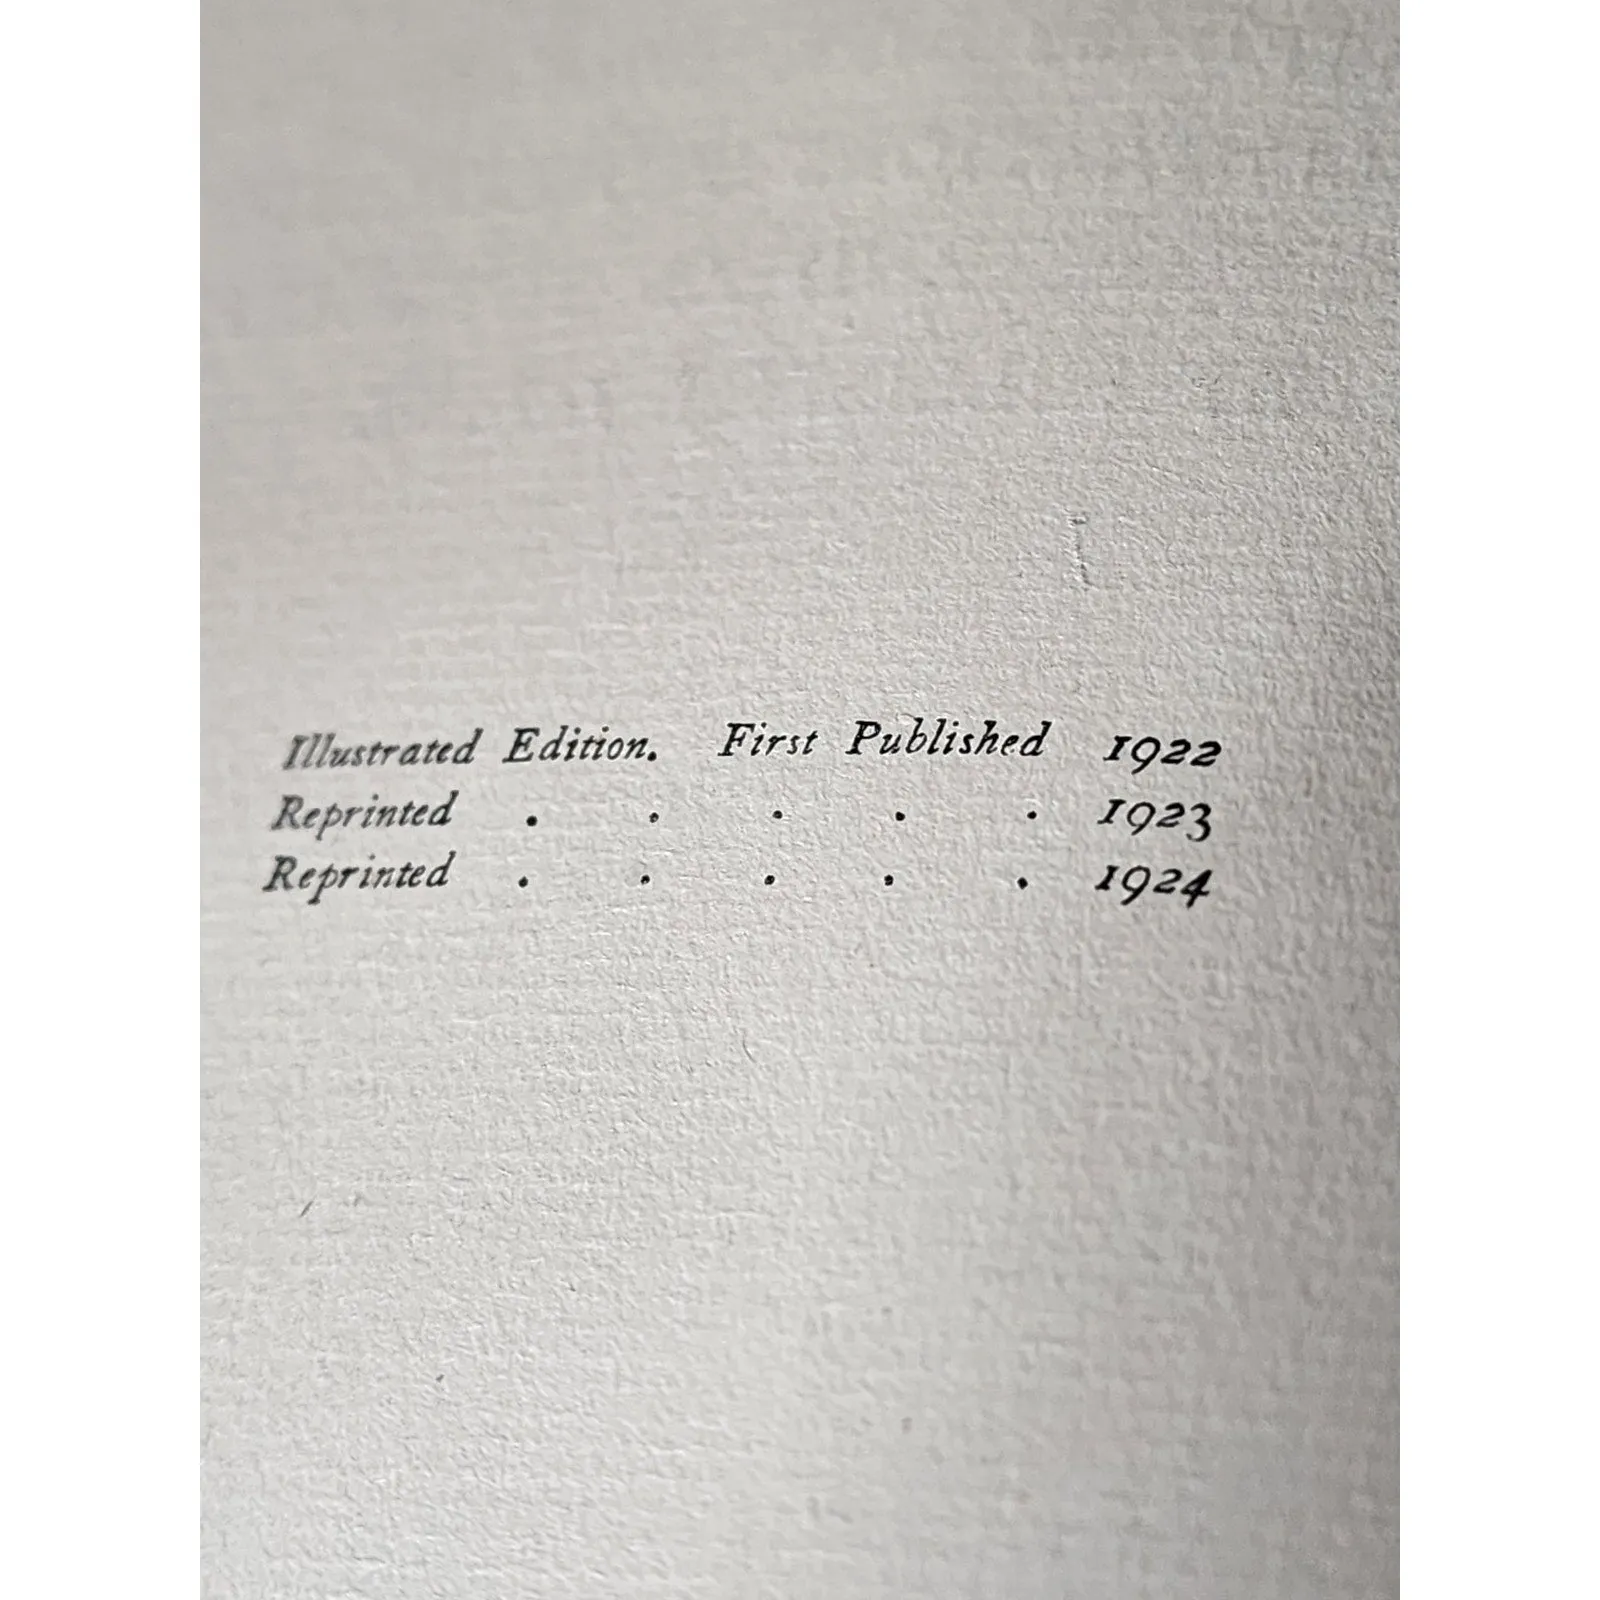 Illustrated Edition. First Published 1922
Reprinted . . . . . 1923
Reprinted . . . . . 1924